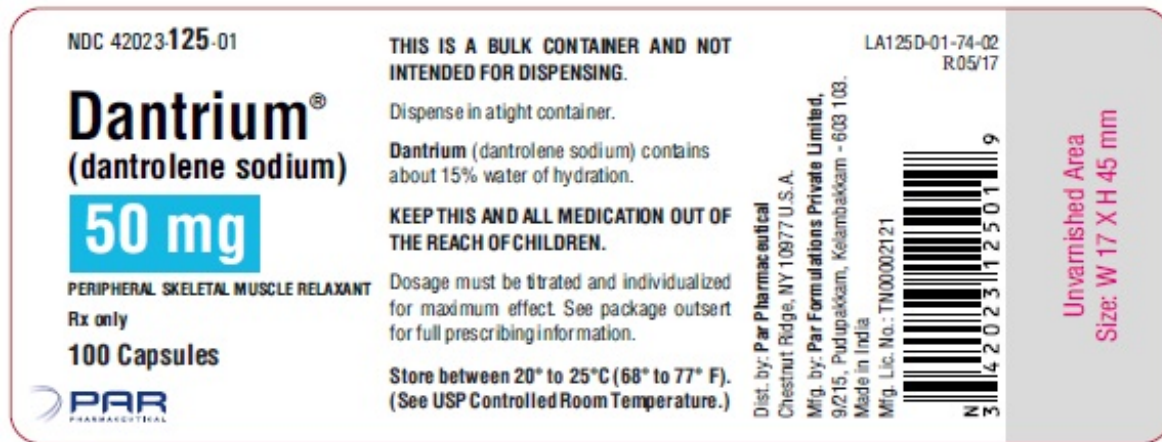 NDC 42023-125-01
Dantrium®
(dantrolene sodium)
50 mg
PERIPHERAL SKELETAL MUSCLE RELAXANT
Rx only
100 Capsules
PAR
PHARMACEUTICAL
THIS IS A BULK CONTAINER AND NOT
INTENDED FOR DISPENSING.
Dispense in atight container.
Dantrium (dantrolene sodium) contains
about 15% water of hydration.
KEEP THIS AND ALL MEDICATION OUT OF
THE REACH OF CHILDREN.
Dosage must be titrated and individualized
for maximum effect. See package outsert
for full prescribing information.
Store between 20° to 25°C (68° to 77° F).
(See USP Controlled Room Temperature.)
LA125D-01-74-02
R05/17
Dist. by: Par Pharmaceutical
Chestnut Ridge, NY 10977 U.S.A.
Mfg. by: Par Formulations Private Limited,
9/215, Pudupakkam, Kelambakkam - 603 103.
Made in India
Mfg. Lic. No.: TN00002121
N
3 42023 12501 9
Unvarnished Area
Size: W 17 X H 45 mm